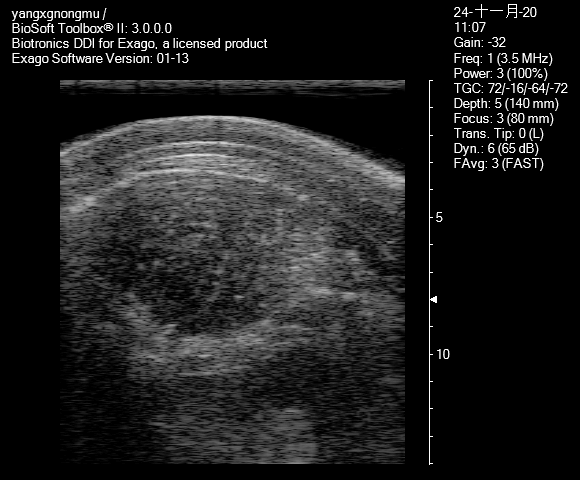 yangxgnongmu /
BioSoft Toolbox® II: 3.0.0.0
Biotronics DDI for Exago, a licensed product
Exago Software Version: 01-13
24-十一月-20
11:07
Gain: -32
Freq: 1 (3.5 MHz)
Power: 3 (100%)
TGC: 72/-16/-64/-72
Depth: 5 (140 mm)
Focus: 3 (80 mm)
Trans. Tip: 0 (L)
Dyn.: 6 (65 dB)
FAvg: 3 (FAST)
5
10